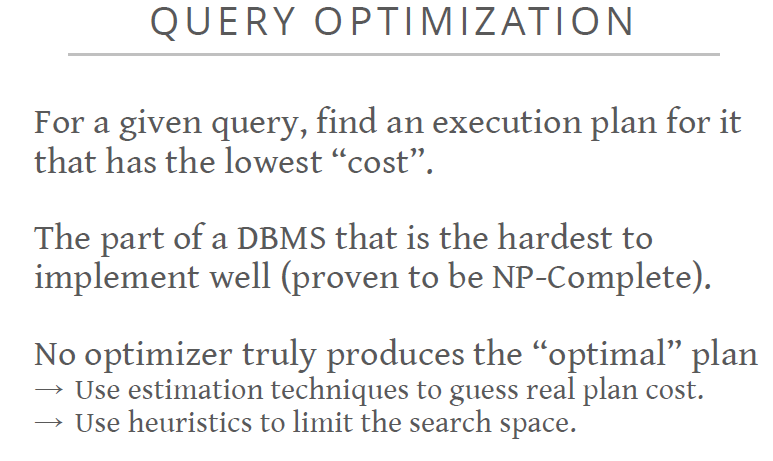 QUERY OPTIMIZATION
For a given query, find an execution plan for it
that has the lowest “cost”.
The part of a DBMS that is the hardest to
implement well (proven to be NP-Complete).
No optimizer truly produces the “optimal” plan
→ Use estimation techniques to guess real plan cost.
→ Use heuristics to limit the search space.